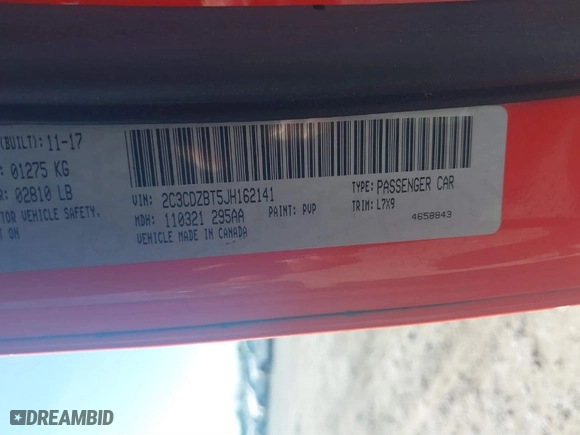 (BUILT): 11-17
01275 KG
02810 LB
TOR VEHICLE SAFETY,
T ON
VIN: 2C3CDZBT5JH162141
TYPE: PASSENGER CAR
MDH: 110321 295AA
PAINT: PVP
TRIM: L7X9
VEHICLE MADE IN CANADA
4658843
DREAMBID